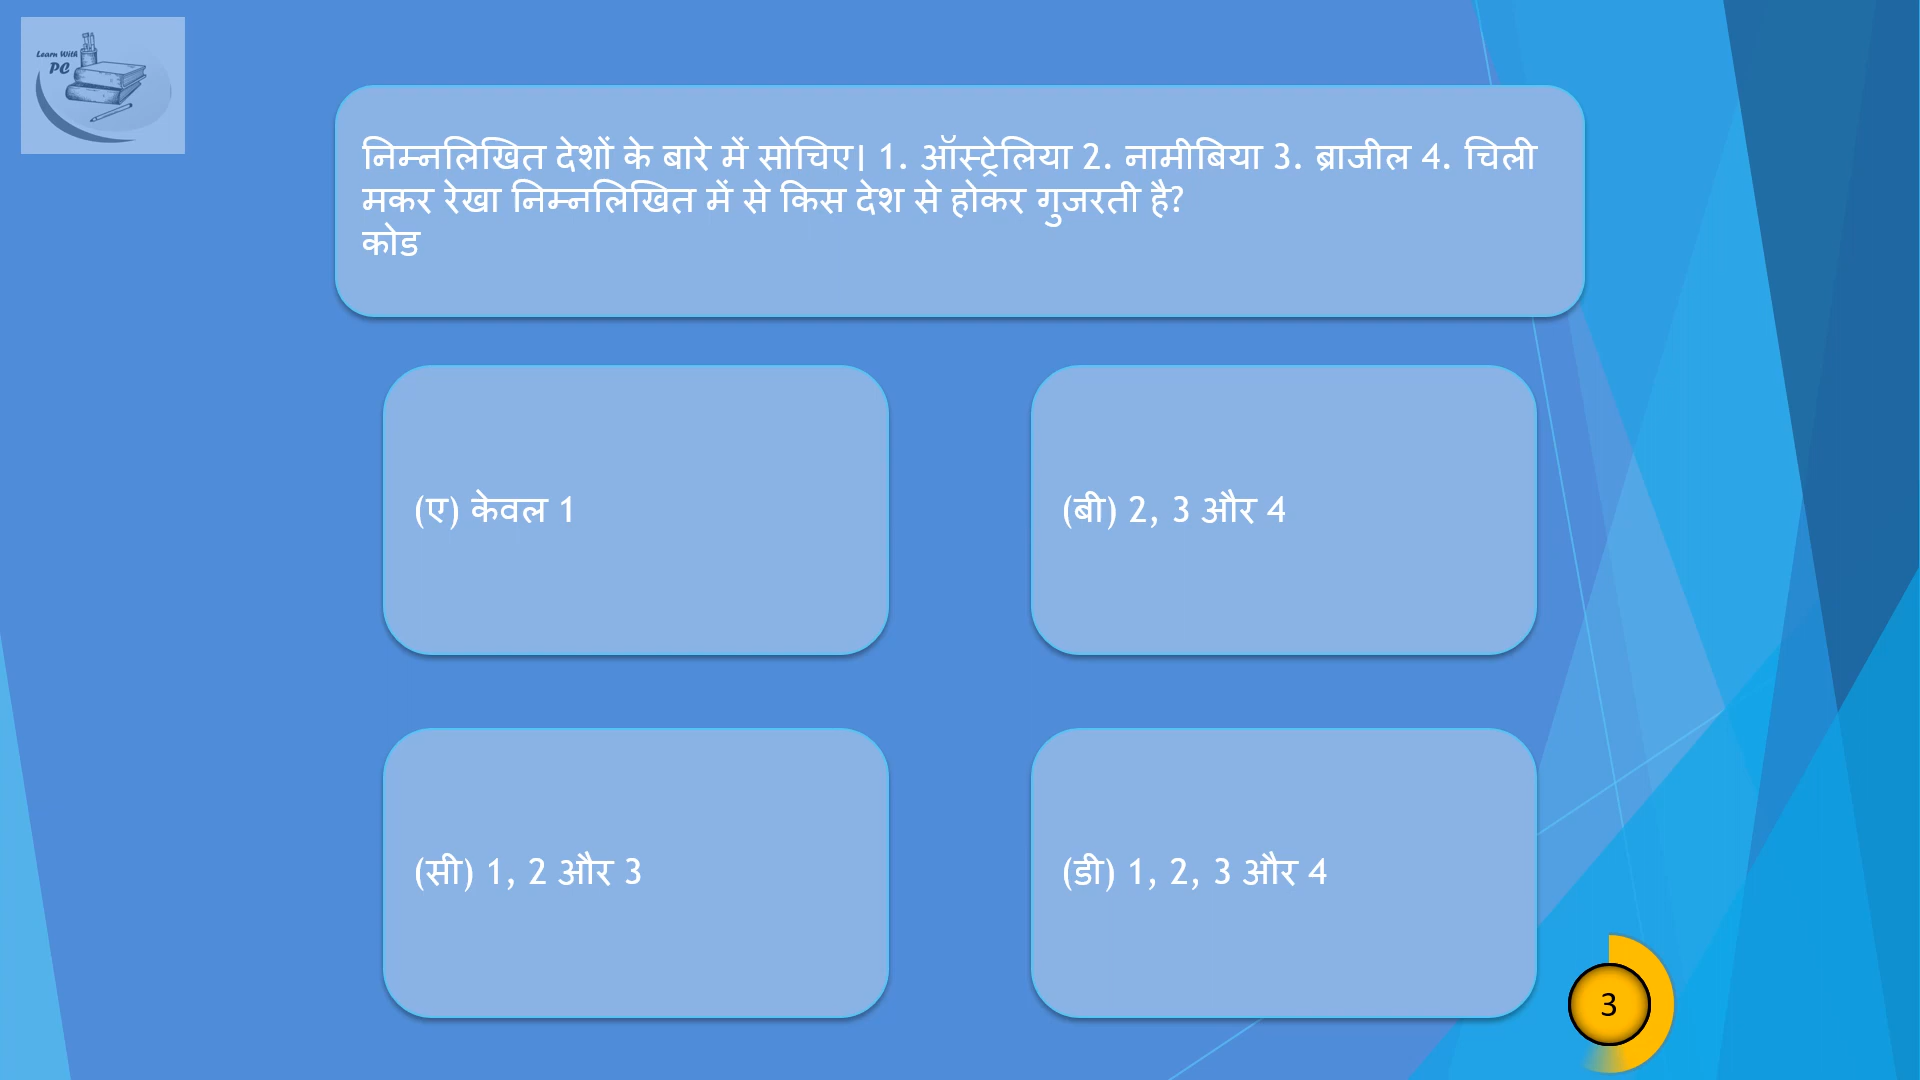 Learn With
PC
निम्नलिखित देशों के बारे में सोचिए। 1. ऑस्ट्रेलिया 2. नामीबिया 3. ब्राजील 4. चिली
मकर रेखा निम्नलिखित में से किस देश से होकर गुजरती है?
कोड
(ए) केवल 1
(बी) 2, 3 और 4
(सी) 1, 2 और 3
(डी) 1, 2, 3 और 4
3